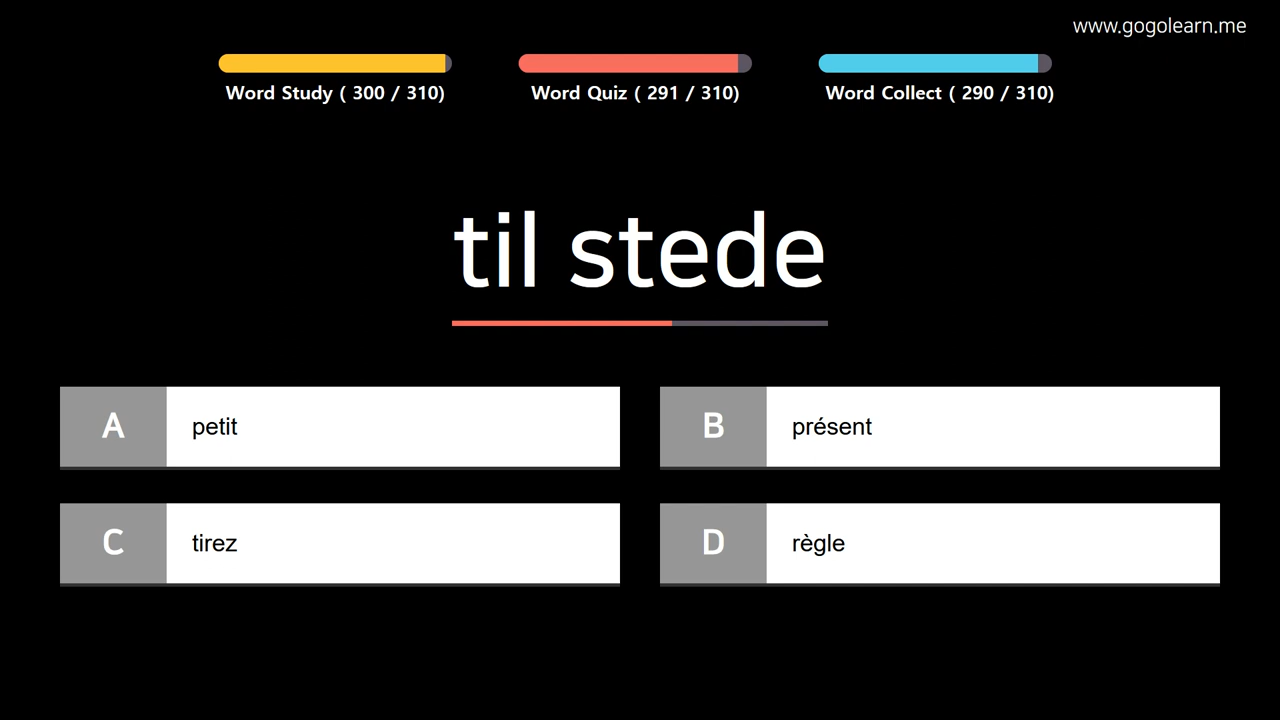 www.gogolearn.me
Word Study ( 300 / 310)
Word Quiz ( 291 / 310)
Word Collect ( 290 / 310)
til stede
A petit
B présent
C tirez
D règle